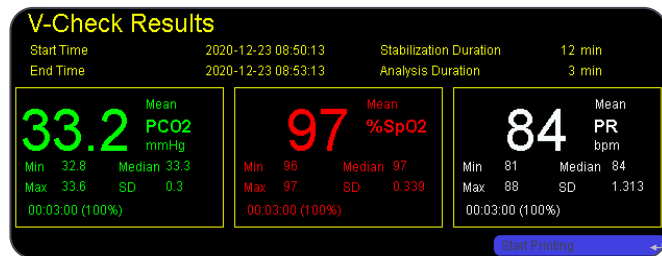 V-Check Results
Start Time 2020-12-23 08:50:13 Stabilization Duration 12 min
End Time 2020-12-23 08:53:13 Analysis Duration 3 min
33.2 Mean PCO2 mmHg
Min 32.8 Median 33.3
Max 33.6 SD 0.3
00:03:00 (100%)
97 Mean %SpO2
Min 96 Median 97
Max 97 SD 0.339
00:03:00 (100%)
84 Mean PR bpm
Min 81 Median 84
Max 88 SD 1.313
00:03:00 (100%)
Start Printing